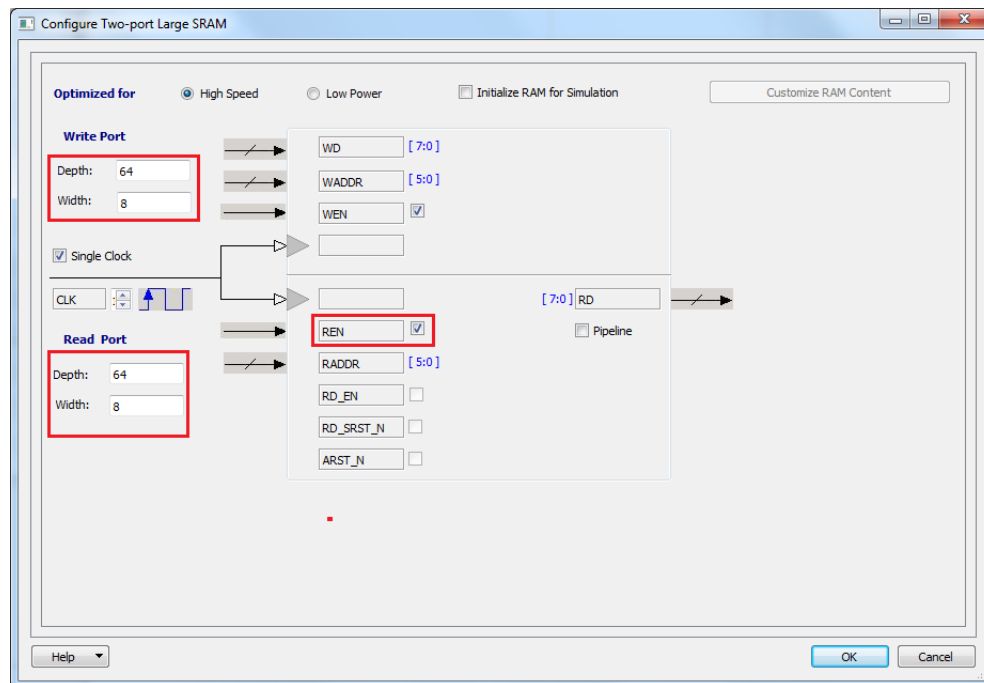 Configure Two-port Large SRAM
Optimized for High Speed Low Power Initialize RAM for Simulation Customize RAM Content
Write Port
WD [ 7:0 ]
Depth: 64
WADDR [ 5:0 ]
Width: 8
WEN
Single Clock
CLK
[ 7:0 ] RD
REN Pipeline
Read Port
RADDR [ 5:0 ]
Depth: 64
RD_EN
Width: 8
RD_SRST_N
ARST_N
Help OK Cancel